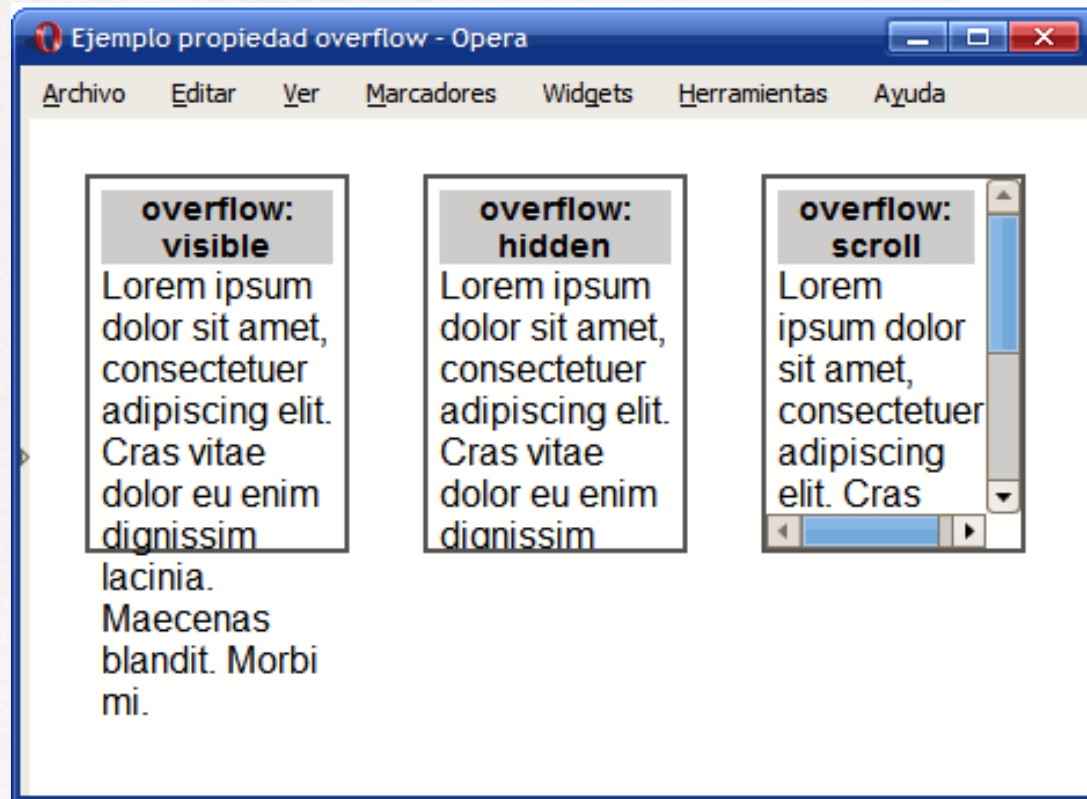 Ejemplo propiedad overflow - Opera
Archivo Editar Ver Marcadores Widgets Herramientas Ayuda
overflow:
visible
Lorem ipsum
dolor sit amet,
consectetuer
adipiscing elit.
Cras vitae
dolor eu enim
dignissim
lacinia.
Maecenas
blandit. Morbi
mi.
overflow:
hidden
Lorem ipsum
dolor sit amet,
consectetuer
adipiscing elit.
Cras vitae
dolor eu enim
dignissim
overflow:
scroll
Lorem
ipsum dolor
sit amet,
consectetuer
adipiscing
elit. Cras